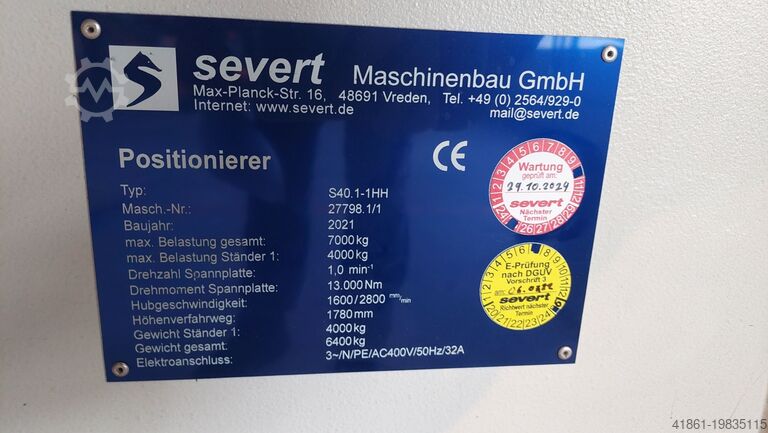 severt Maschinenbau GmbH
Max-Planck-Str. 16, 48691 Vreden, Tel. +49 (0) 2564/929-0
Internet: www.severt.de mail@severt.de
Positionierer
CE
Typ: S40.1-1HH
Masch.-Nr.: 27798.1/1
Baujahr: 2021
max. Belastung gesamt: 7000 kg
max. Belastung Ständer 1: 4000 kg
Drehzahl Spannplatte: 1,0 min⁻¹
Drehmoment Spannplatte: 13.000 Nm
Hubgeschwindigkeit: 1600/2800 mm/min
Höhenverfahrweg: 1780 mm
Gewicht Ständer 1: 4000 kg
Gewicht gesamt: 6400 kg
Elektroanschluss: 3~/N/PE/AC400V/50Hz/32A
Wartung
geprüft am:
29.10.2024
severt
Nächster
Termin
E-Prüfung
nach DGUV
Vorschrift 3
am:
severt
Richtwert nächster
Termin:
41861-19835115